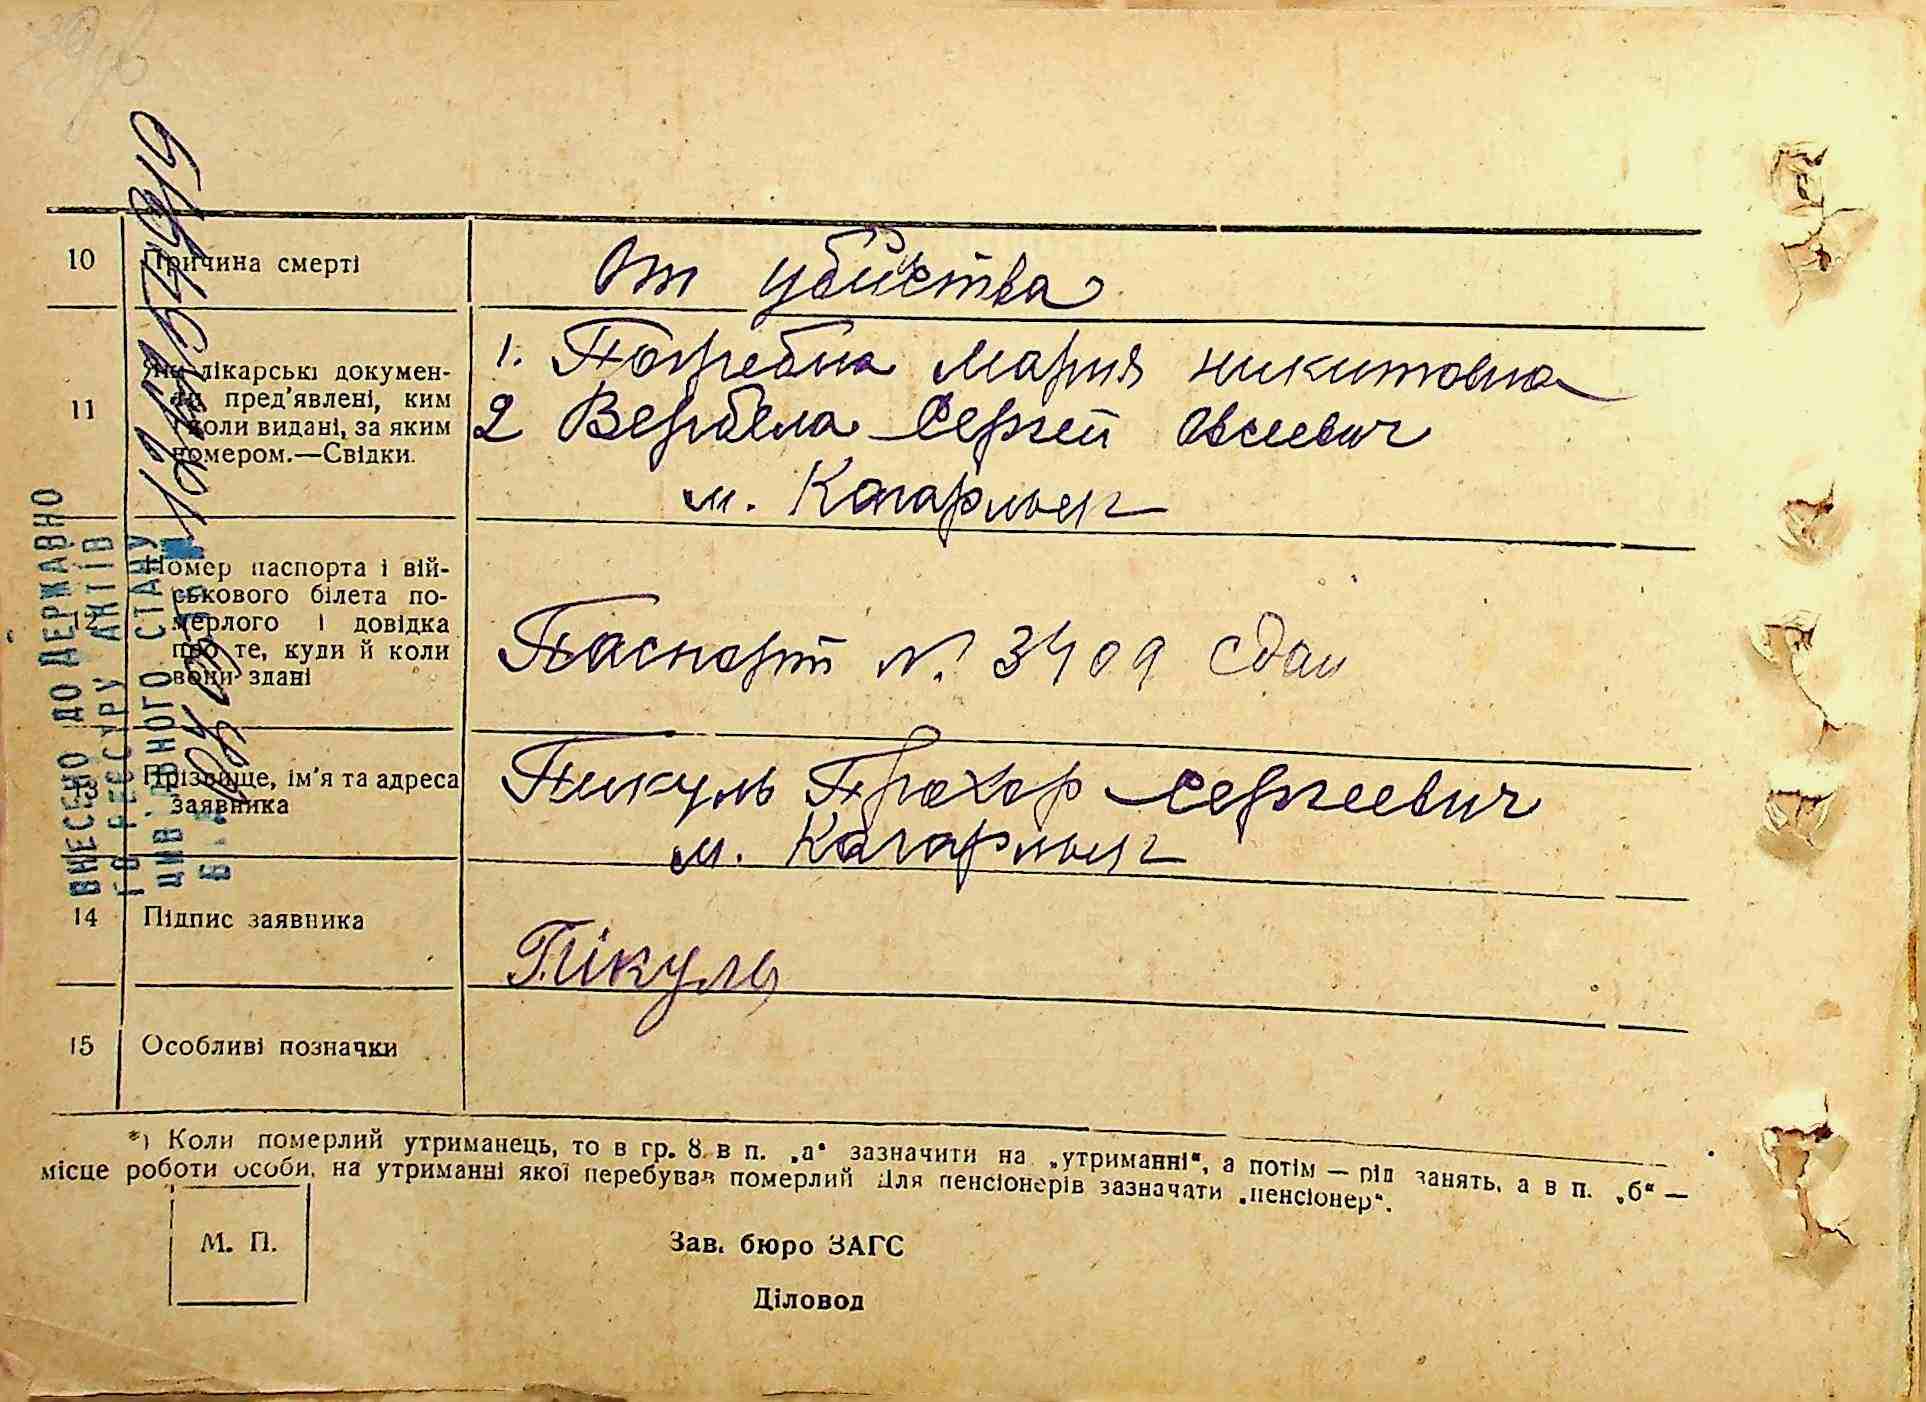 10 Причина смерті От убийства
11 Які лікарські докумен-
ти пред'явлені, ким
і коли видані, за яким
номером.—Свідки.
1. Погребна Мария Никитовна
2 Вербела Сергей Овсеевич
м. Кагарлык
12 Номер паспорта і вій-
ськового білета по-
мерлого і довідка
про те, куди й коли
вони здані
Паспорт N. 3409 сдан
13 Прізвище, ім'я та адреса
заявника
Пикуль Прохор Сергеевич
м. Кагарлык
14 Підпис заявника Пікуль
15 Особливі позначки
*) Коли померлий утриманець, то в гр. 8 в п. „а“ зазначити на „утриманні“, а потім — рід занять, а в п. „б“ —
місце роботи особи, на утриманні якої перебував померлий Для пенсіонерів зазначати „пенсіонер“.
М. П.
Зав. бюро ЗАГС
Діловод
ВНЕСЕНО ДО ДЕРЖАВНО
ГО РЕЄСТРУ АКТІВ
ЦИВІЛЬНОГО СТАНУ